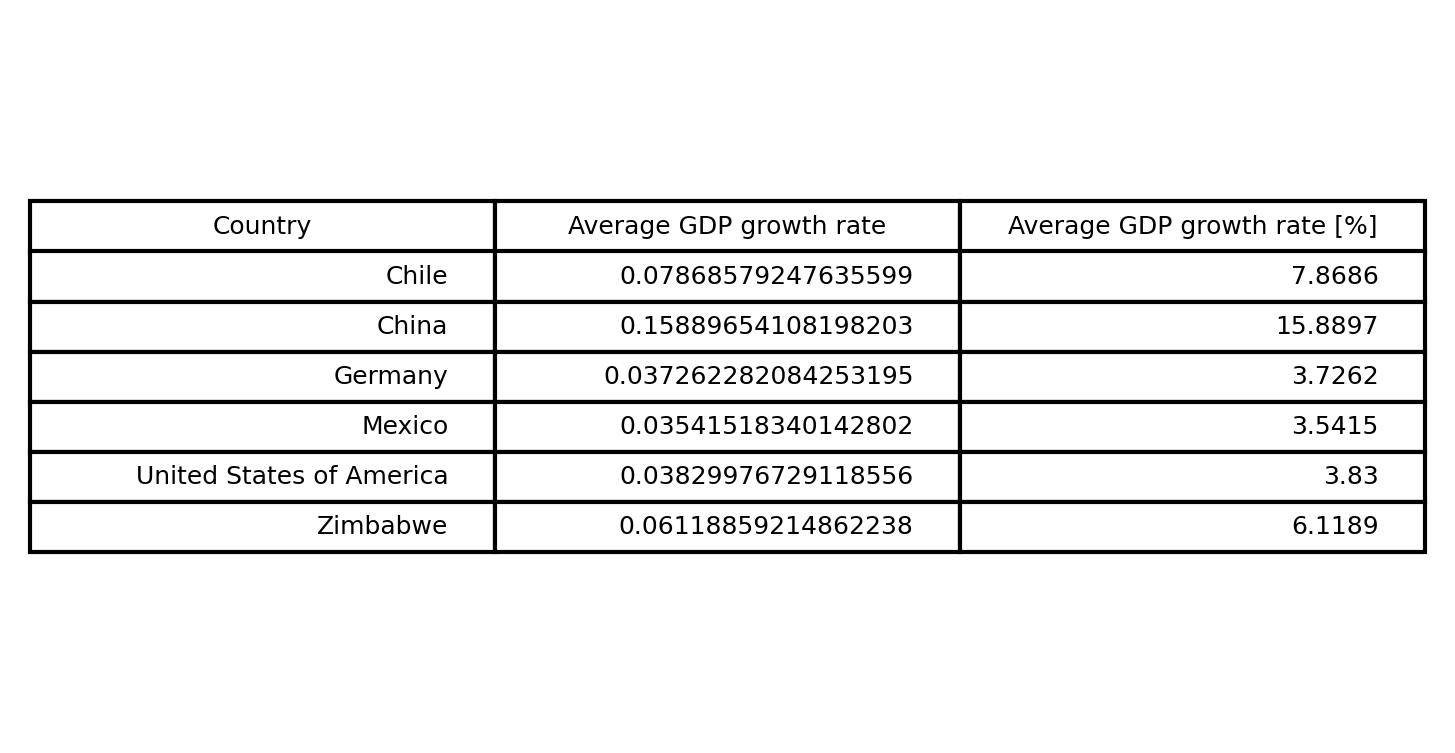 Country Average GDP growth rate Average GDP growth rate [%]
Chile 0.07868579247635599 7.8686
China 0.15889654108198203 15.8897
Germany 0.037262282084253195 3.7262
Mexico 0.03541518340142802 3.5415
United States of America 0.03829976729118556 3.83
Zimbabwe 0.06118859214862238 6.1189